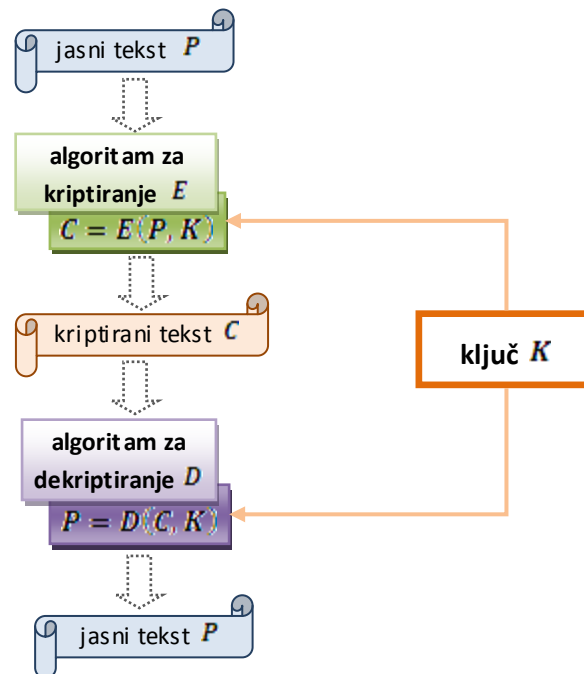 jasni tekst P
algoritam za
kriptiranje E
C = E(P, K)
kriptirani tekst C
ključ K
algoritam za
dekriptiranje D
P = D(C, K)
jasni tekst P